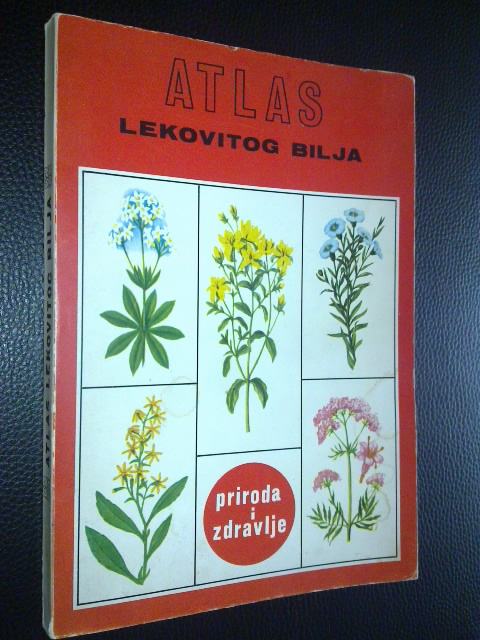 ATLAS
LEKOVITOG BILJA
priroda
i
zdravlje
ATLAS LEKOVITOG BILJA